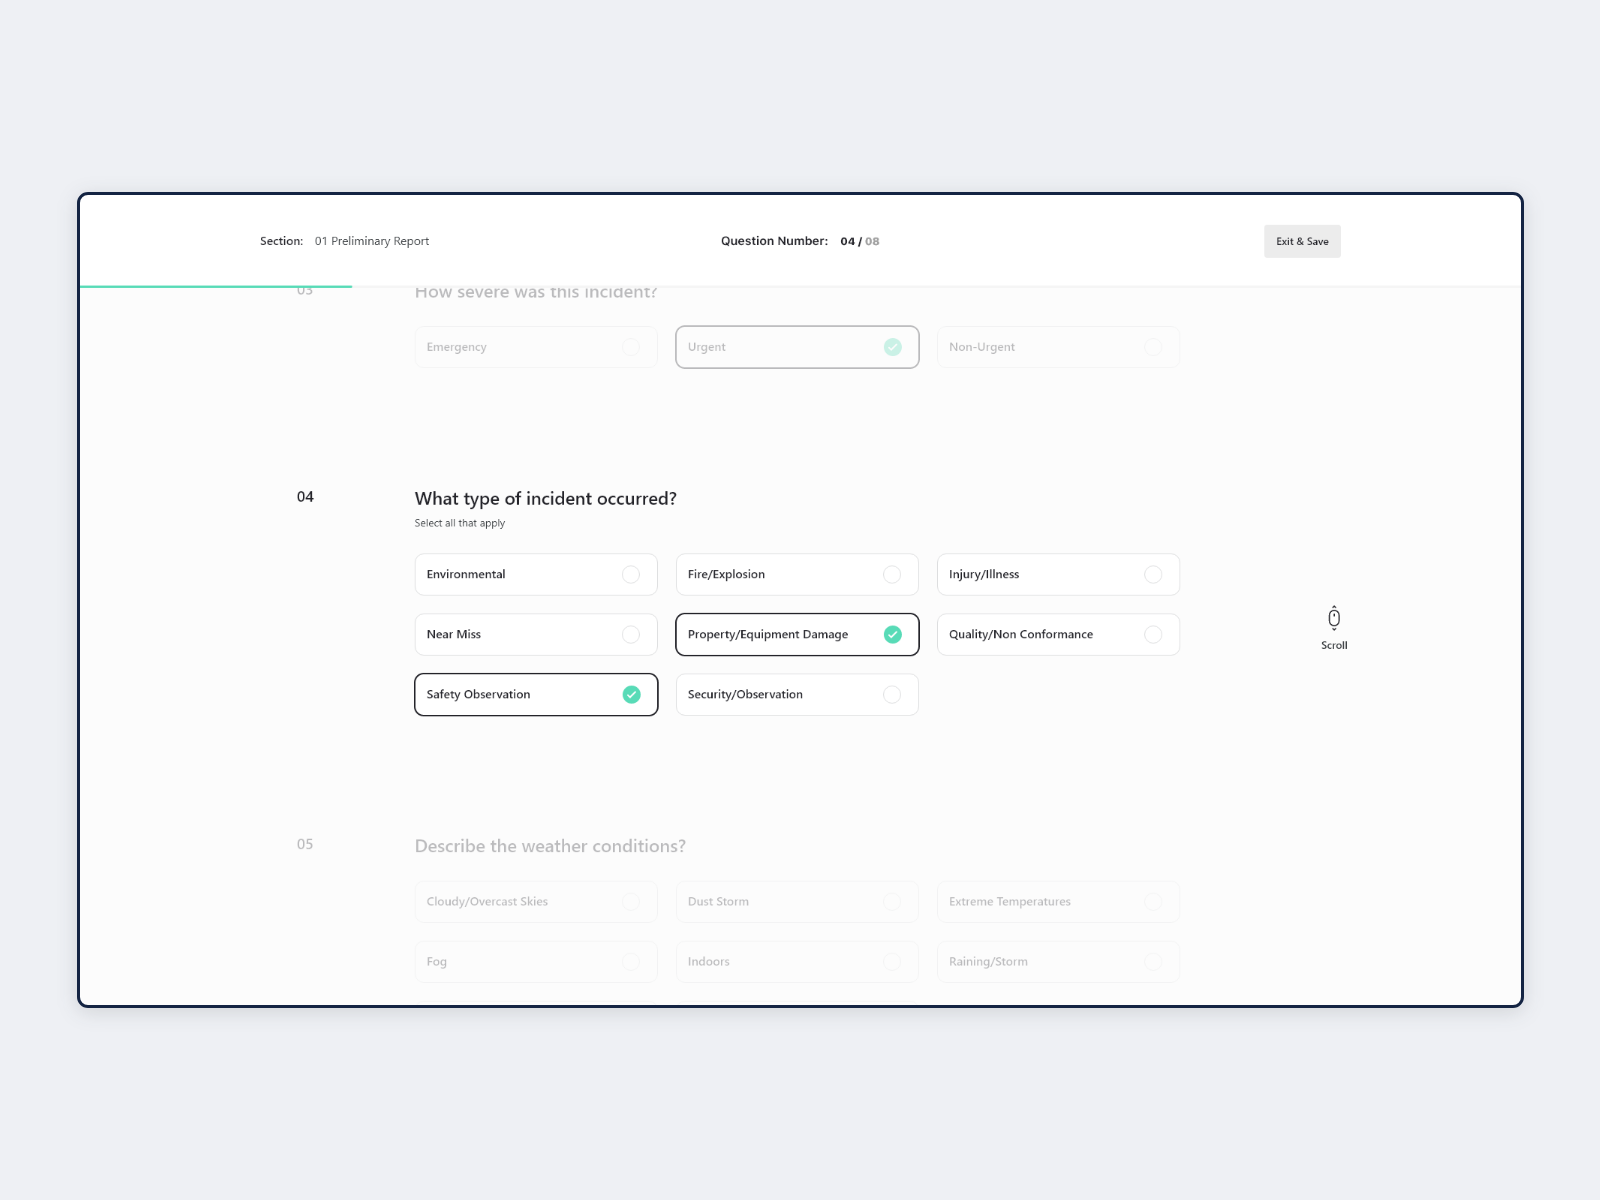 Section: 01 Preliminary Report
Question Number: 04 / 08
Exit & Save
03
How severe was this incident?
Emergency
Urgent
Non-Urgent
04
What type of incident occurred?
Select all that apply
Environmental
Fire/Explosion
Injury/Illness
Near Miss
Property/Equipment Damage
Quality/Non Conformance
Safety Observation
Security/Observation
Scroll
05
Describe the weather conditions?
Cloudy/Overcast Skies
Dust Storm
Extreme Temperatures
Fog
Indoors
Raining/Storm